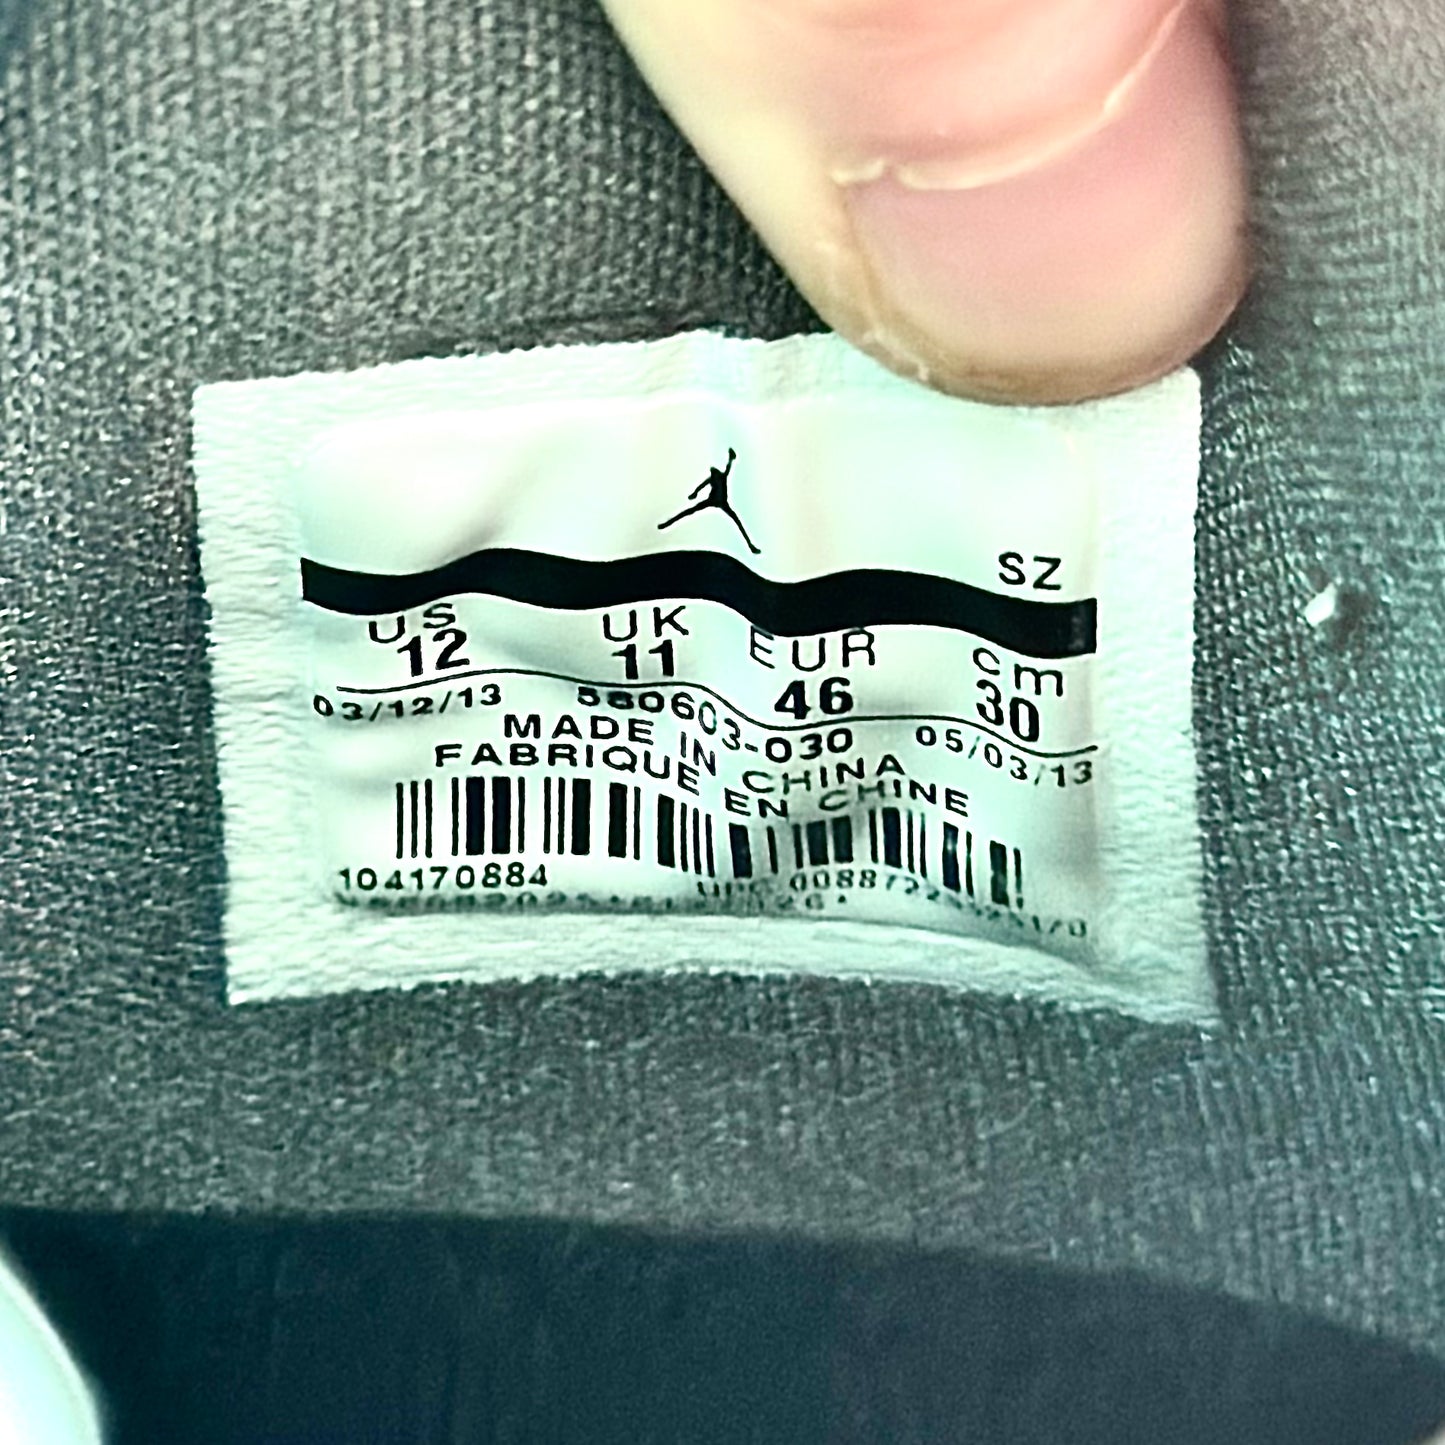 SZ
US UK EUR cm
12 11 46 30
03/12/13 580603-030 05/03/13
MADE IN CHINA
FABRIQUE EN CHINE
104170884